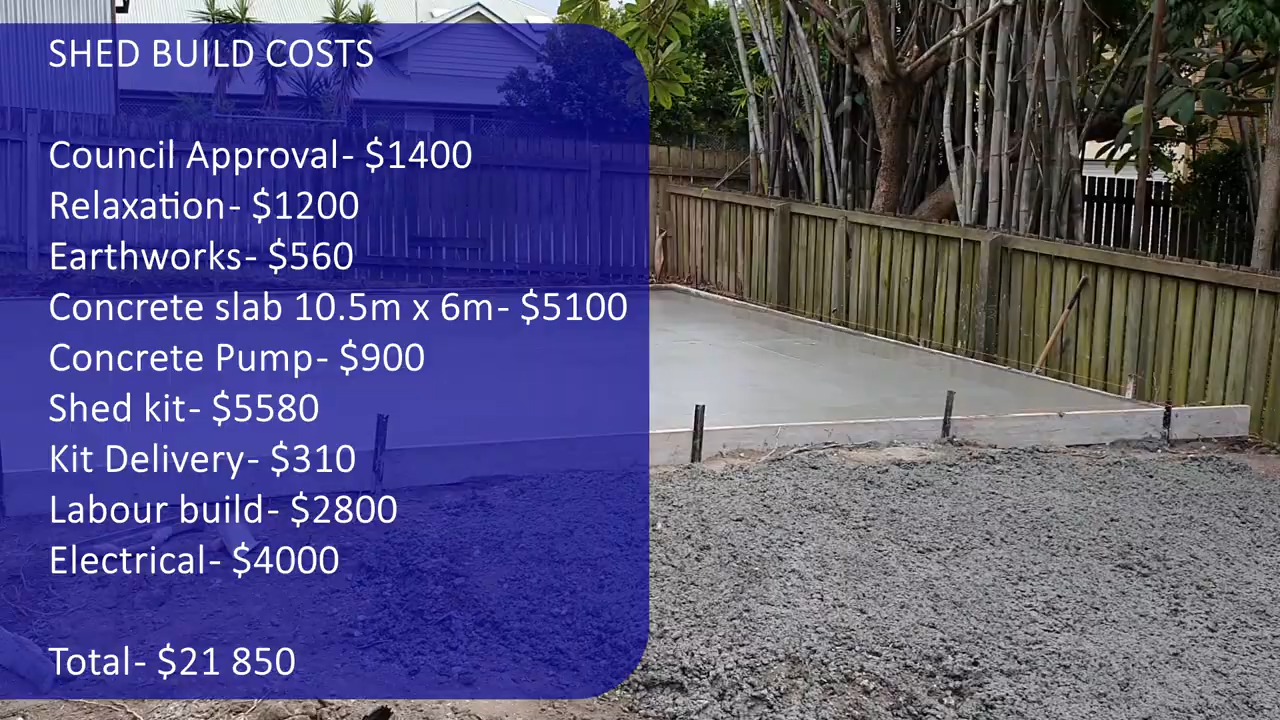 SHED BUILD COSTS
Council Approval- $1400
Relaxation- $1200
Earthworks- $560
Concrete slab 10.5m x 6m- $5100
Concrete Pump- $900
Shed kit- $5580
Kit Delivery- $310
Labour build- $2800
Electrical- $4000
Total- $21 850